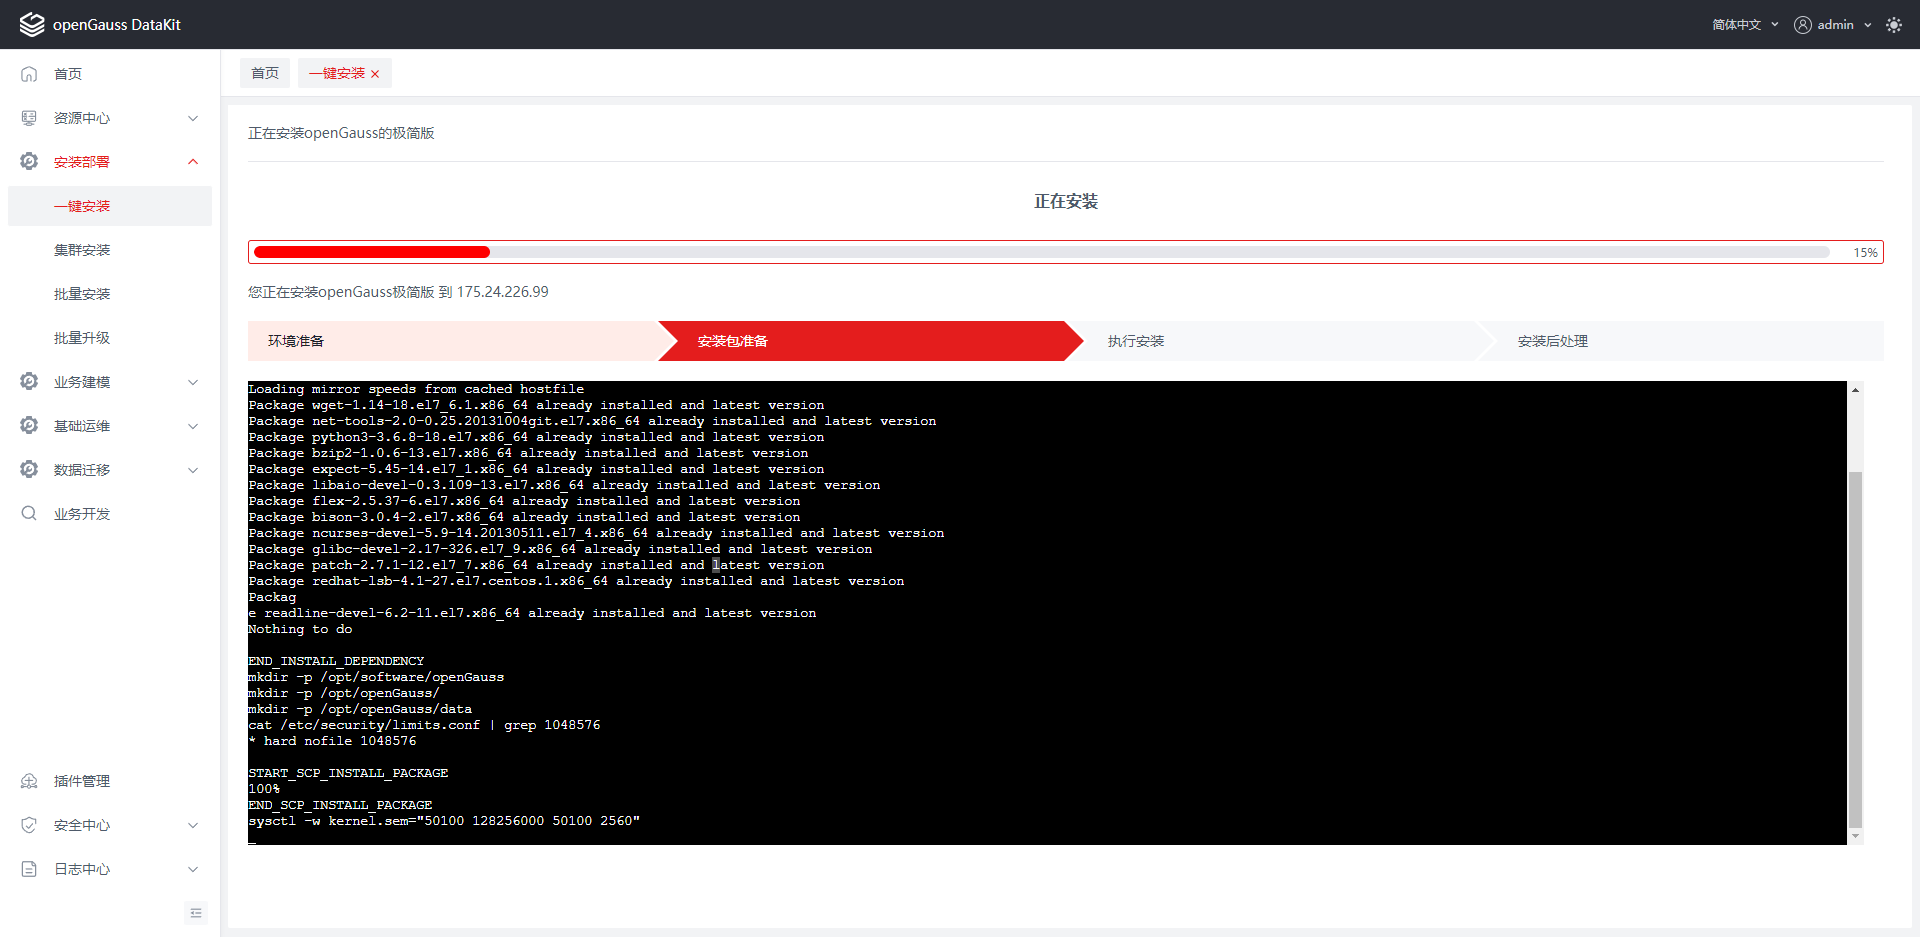 openGauss DataKit
简体中文
admin
首页
资源中心
安装部署
一键安装
集群安装
批量安装
批量升级
业务建模
基础运维
数据迁移
业务开发
插件管理
安全中心
日志中心
首页
一键安装
正在安装openGauss的极简版
正在安装
15%
您正在安装openGauss极简版 到 175.24.226.99
环境准备
安装包准备
执行安装
安装后处理
Loading mirror speeds from cached hostfile
Package wget-1.14-18.el7_6.1.x86_64 already installed and latest version
Package net-tools-2.0-0.25.20131004git.el7.x86_64 already installed and latest version
Package python3-3.6.8-18.el7.x86_64 already installed and latest version
Package bzip2-1.0.6-13.el7.x86_64 already installed and latest version
Package expect-5.45-14.el7_1.x86_64 already installed and latest version
Package libaio-devel-0.3.109-13.el7.x86_64 already installed and latest version
Package flex-2.5.37-6.el7.x86_64 already installed and latest version
Package bison-3.0.4-2.el7.x86_64 already installed and latest version
Package ncurses-devel-5.9-14.20130511.el7_4.x86_64 already installed and latest version
Package glibc-devel-2.17-326.el7_9.x86_64 already installed and latest version
Package patch-2.7.1-12.el7_7.x86_64 already installed and latest version
Package redhat-lsb-4.1-27.el7.centos.1.x86_64 already installed and latest version
Packag
e readline-devel-6.2-11.el7.x86_64 already installed and latest version
Nothing to do
END_INSTALL_DEPENDENCY
mkdir -p /opt/software/openGauss
mkdir -p /opt/openGauss/
mkdir -p /opt/openGauss/data
cat /etc/security/limits.conf | grep 1048576
* hard nofile 1048576
START_SCP_INSTALL_PACKAGE
100%
END_SCP_INSTALL_PACKAGE
sysctl -w kernel.sem="50100 128256000 50100 2560"